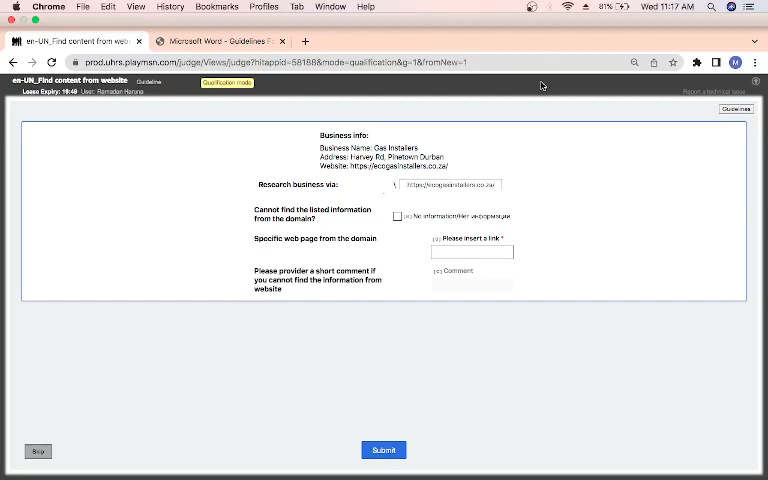 Chrome File Edit View History Bookmarks Profiles Tab Window Help 81% Wed 11:17 AM
en-UN_Find content from web Microsoft Word - Guidelines F
prod.uhrs.playmsn.com/judge/Views/judge?hitappid=58188&mode=qualification&g=1&fromNew=1 M
en-UN_Find content from website Guideline Qualification mode
Lease Expiry: 19:49 User: Ramadan Haruna Report a technical issue
Guidelines
Business info:
Business Name: Gas Installers
Address: Harvey Rd, Pinetown Durban
Website: https://ecogasinstallers.co.za/
Research business via: \ https://ecogasinstallers.co.za/
Cannot find the listed information
from the domain?
No information/Нет информации
Specific web page from the domain Please insert a link *
Please provider a short comment if
you cannot find the information from
website
[c] Comment
Skip Submit